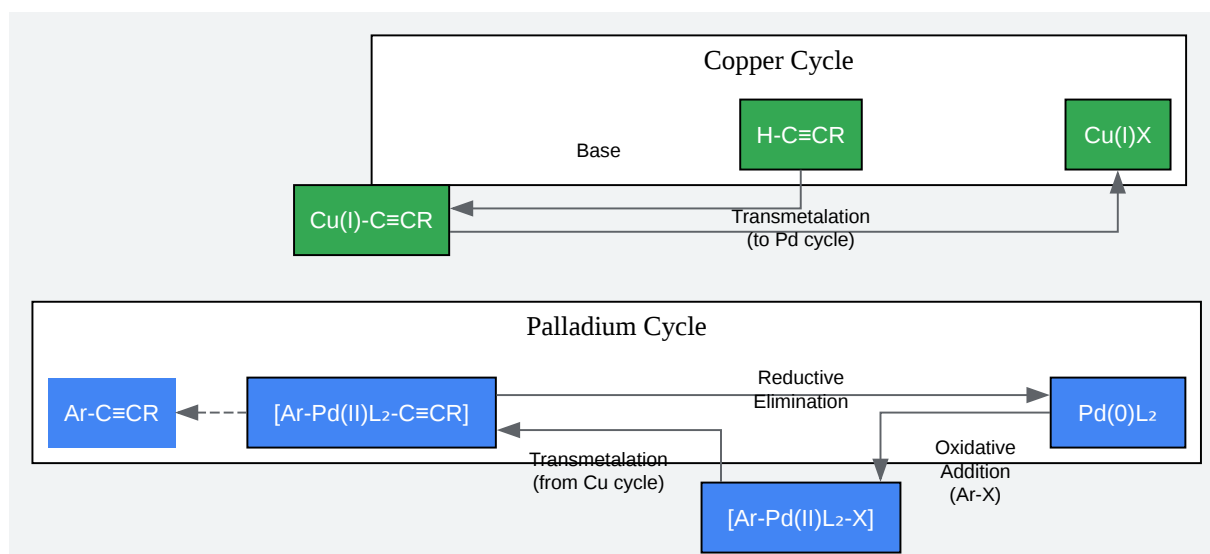 Copper Cycle
H-C≡CR
Cu(I)X
Base
Cu(I)-C≡CR
Transmetalation
(to Pd cycle)
Palladium Cycle
Ar-C≡CR
[Ar-Pd(II)L₂-C≡CR]
Reductive
Elimination
Pd(0)L₂
Transmetalation
(from Cu cycle)
Oxidative
Addition
(Ar-X)
[Ar-Pd(II)L₂-X]